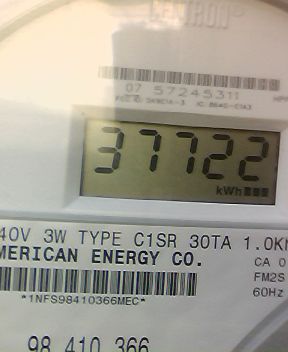 CENTRON®
07 57245311
37722
kWh
40V 3W TYPE C1SR 30TA 1.0K
MERICAN ENERGY CO.
CA 0
FM2S
60Hz
*1NFS98410366MEC*
98 410 366